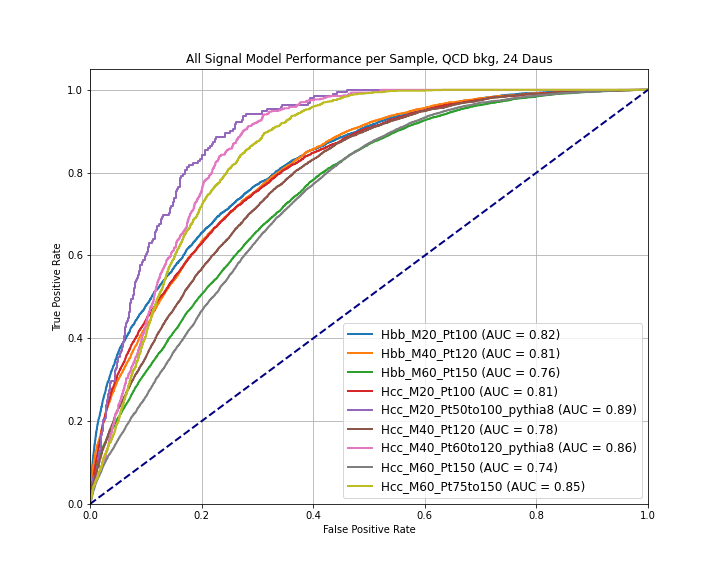 All Signal Model Performance per Sample, QCD bkg, 24 Daus
True Positive Rate
1.0
0.8
0.6
0.4
0.2
0.0
Hbb_M20_Pt100 (AUC = 0.82)
Hbb_M40_Pt120 (AUC = 0.81)
Hbb_M60_Pt150 (AUC = 0.76)
Hcc_M20_Pt100 (AUC = 0.81)
Hcc_M20_Pt50to100_pythia8 (AUC = 0.89)
Hcc_M40_Pt120 (AUC = 0.78)
Hcc_M40_Pt60to120_pythia8 (AUC = 0.86)
Hcc_M60_Pt150 (AUC = 0.74)
Hcc_M60_Pt75to150 (AUC = 0.85)
0.0 0.2 0.4 0.6 0.8 1.0
False Positive Rate